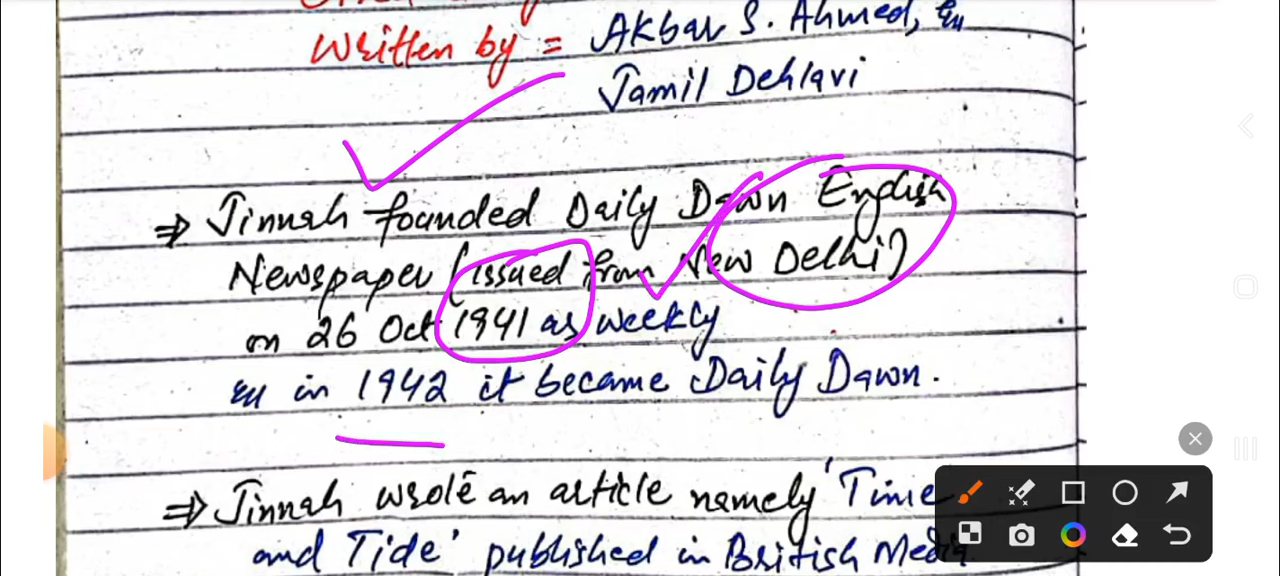 Written by = Akbar S. Ahmed, &
Jamil Dehlavi
⇒ Jinnah founded Daily Dawn English
Newspaper (issued from New Delhi)
on 26 Oct 1941 as weekly
& in 1942 it became Daily Dawn.
⇒ Jinnah wrote an article namely 'Time
and Tide' published in British Media.